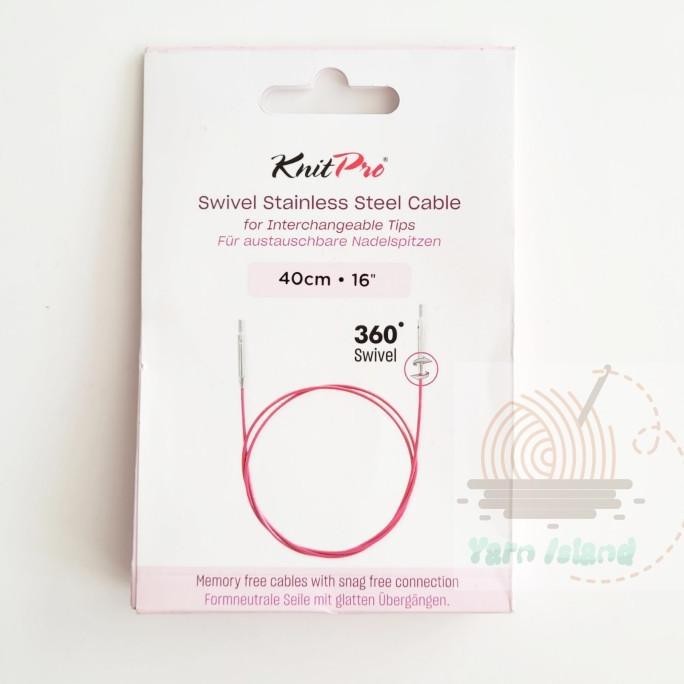 KnitPro®
Swivel Stainless Steel Cable
for Interchangeable Tips
Für austauschbare Nadelspitzen
40cm • 16"
360°
Swivel
Yarn Island
Memory free cables with snag free connection
Formneutrale Seile mit glatten Übergängen.